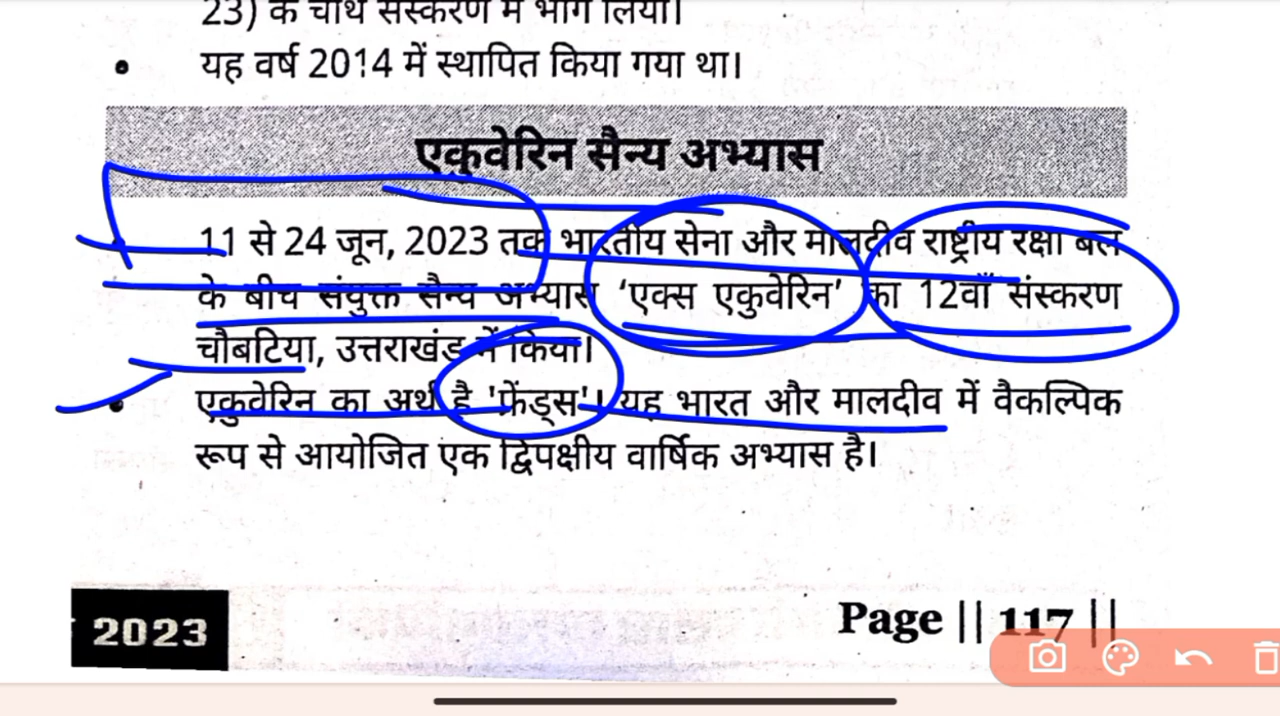 23) के चौथे संस्करण में भाग लिया।
• यह वर्ष 2014 में स्थापित किया गया था।
एकुवेरिन सैन्य अभ्यास
• 11 से 24 जून, 2023 तक भारतीय सेना और मालदीव राष्ट्रीय रक्षा बल
के बीच संयुक्त सैन्य अभ्यास ‘एक्स एकुवेरिन’ का 12वाँ संस्करण
चौबटिया, उत्तराखंड में किया।
• एकुवेरिन का अर्थ है 'फ्रेंड्स'। यह भारत और मालदीव में वैकल्पिक
रूप से आयोजित एक द्विपक्षीय वार्षिक अभ्यास है।
2023
Page || 117 ||